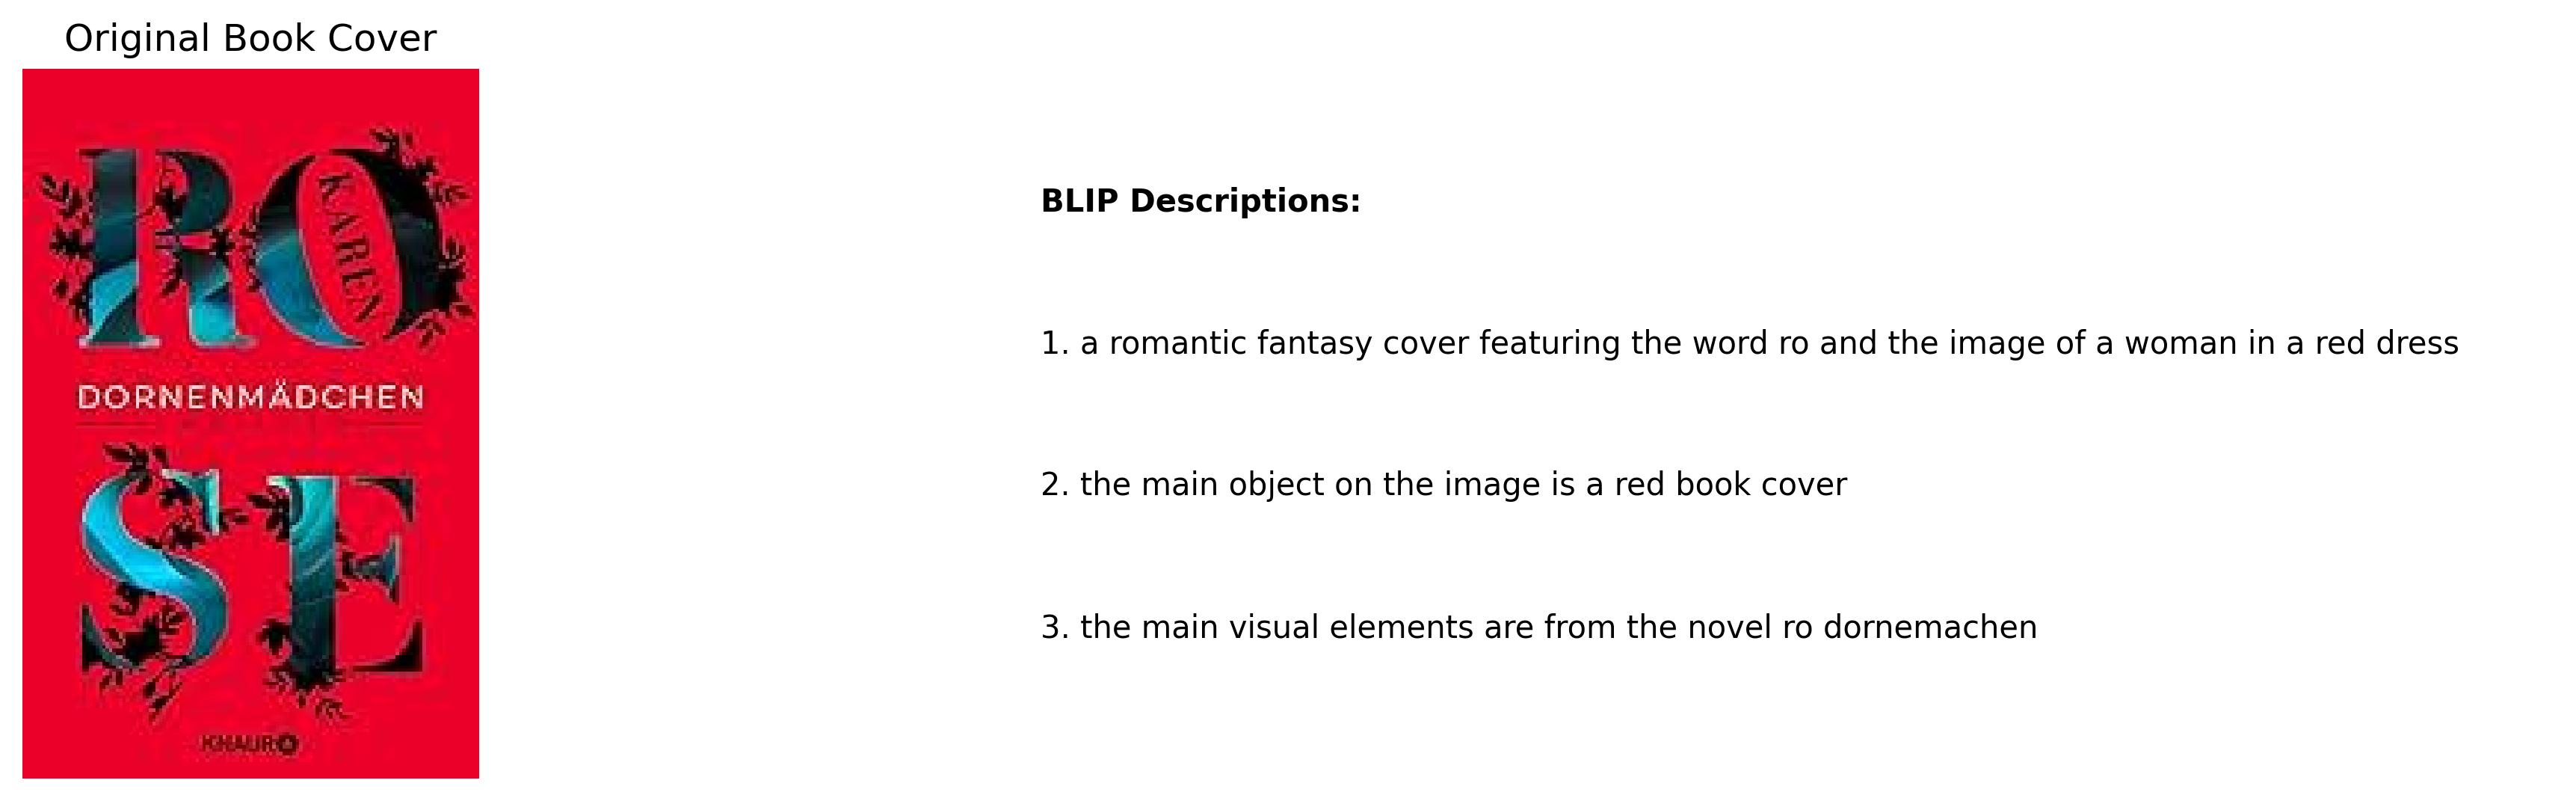 Original Book Cover
RO
KAREN
DORNENMÄDCHEN
SE
KNAUR
BLIP Descriptions:
1. a romantic fantasy cover featuring the word ro and the image of a woman in a red dress
2. the main object on the image is a red book cover
3. the main visual elements are from the novel ro dornemachen